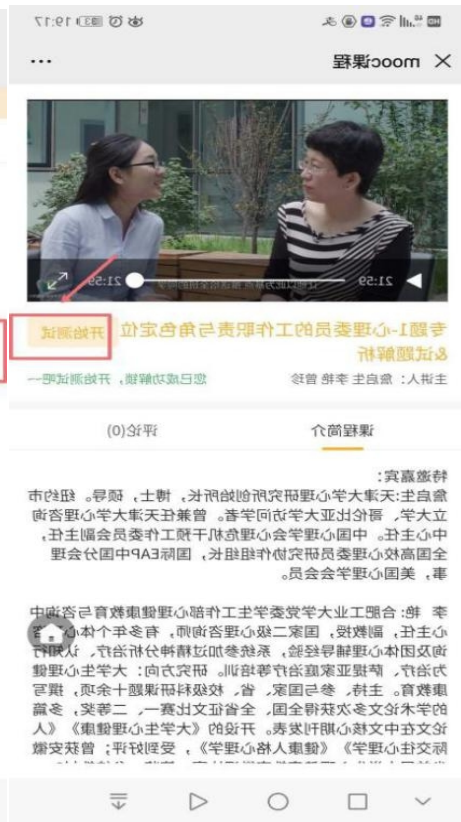 HD 33 19:17
× mooc课程 ...
21:59 21:59
专题1-心理委员的工作职责与角色定位 开始测试
&试题解析
主讲人：詹启生 李艳 曾珍 您已成功解锁，开始测试吧~~
课程简介 评论(0)
特邀嘉宾：
詹启生:天津大学心理研究所创始所长，博士，硕导。纽约市
立大学、哥伦比亚大学访问学者。曾兼任天津大学心理咨询
中心主任。中国心理学会心理危机干预工作委员会副主任，
全国高校心理委员研究协作组组长，国际EAP中国分会理
事，美国心理学会会员。
李 艳: 合肥工业大学党委学生工作部心理健康教育与咨询中
心主任，副教授，国家二级心理咨询师，有多年个体心 咨
询及团体心理辅导经验，系统参加过精神分析治疗、认知行
为治疗、萨提亚家庭治疗等培训。研究方向：大学生心理健
康教育。主持、参与国家、省、校级科研课题十余项，撰写
的学术论文多次获得全国、全省征文比赛一、二等奖，多篇
论文在中文核心期刊发表。开设的《大学生心理健康》《人
际交往心理学》《健康人格心理学》，受到好评；曾获安徽